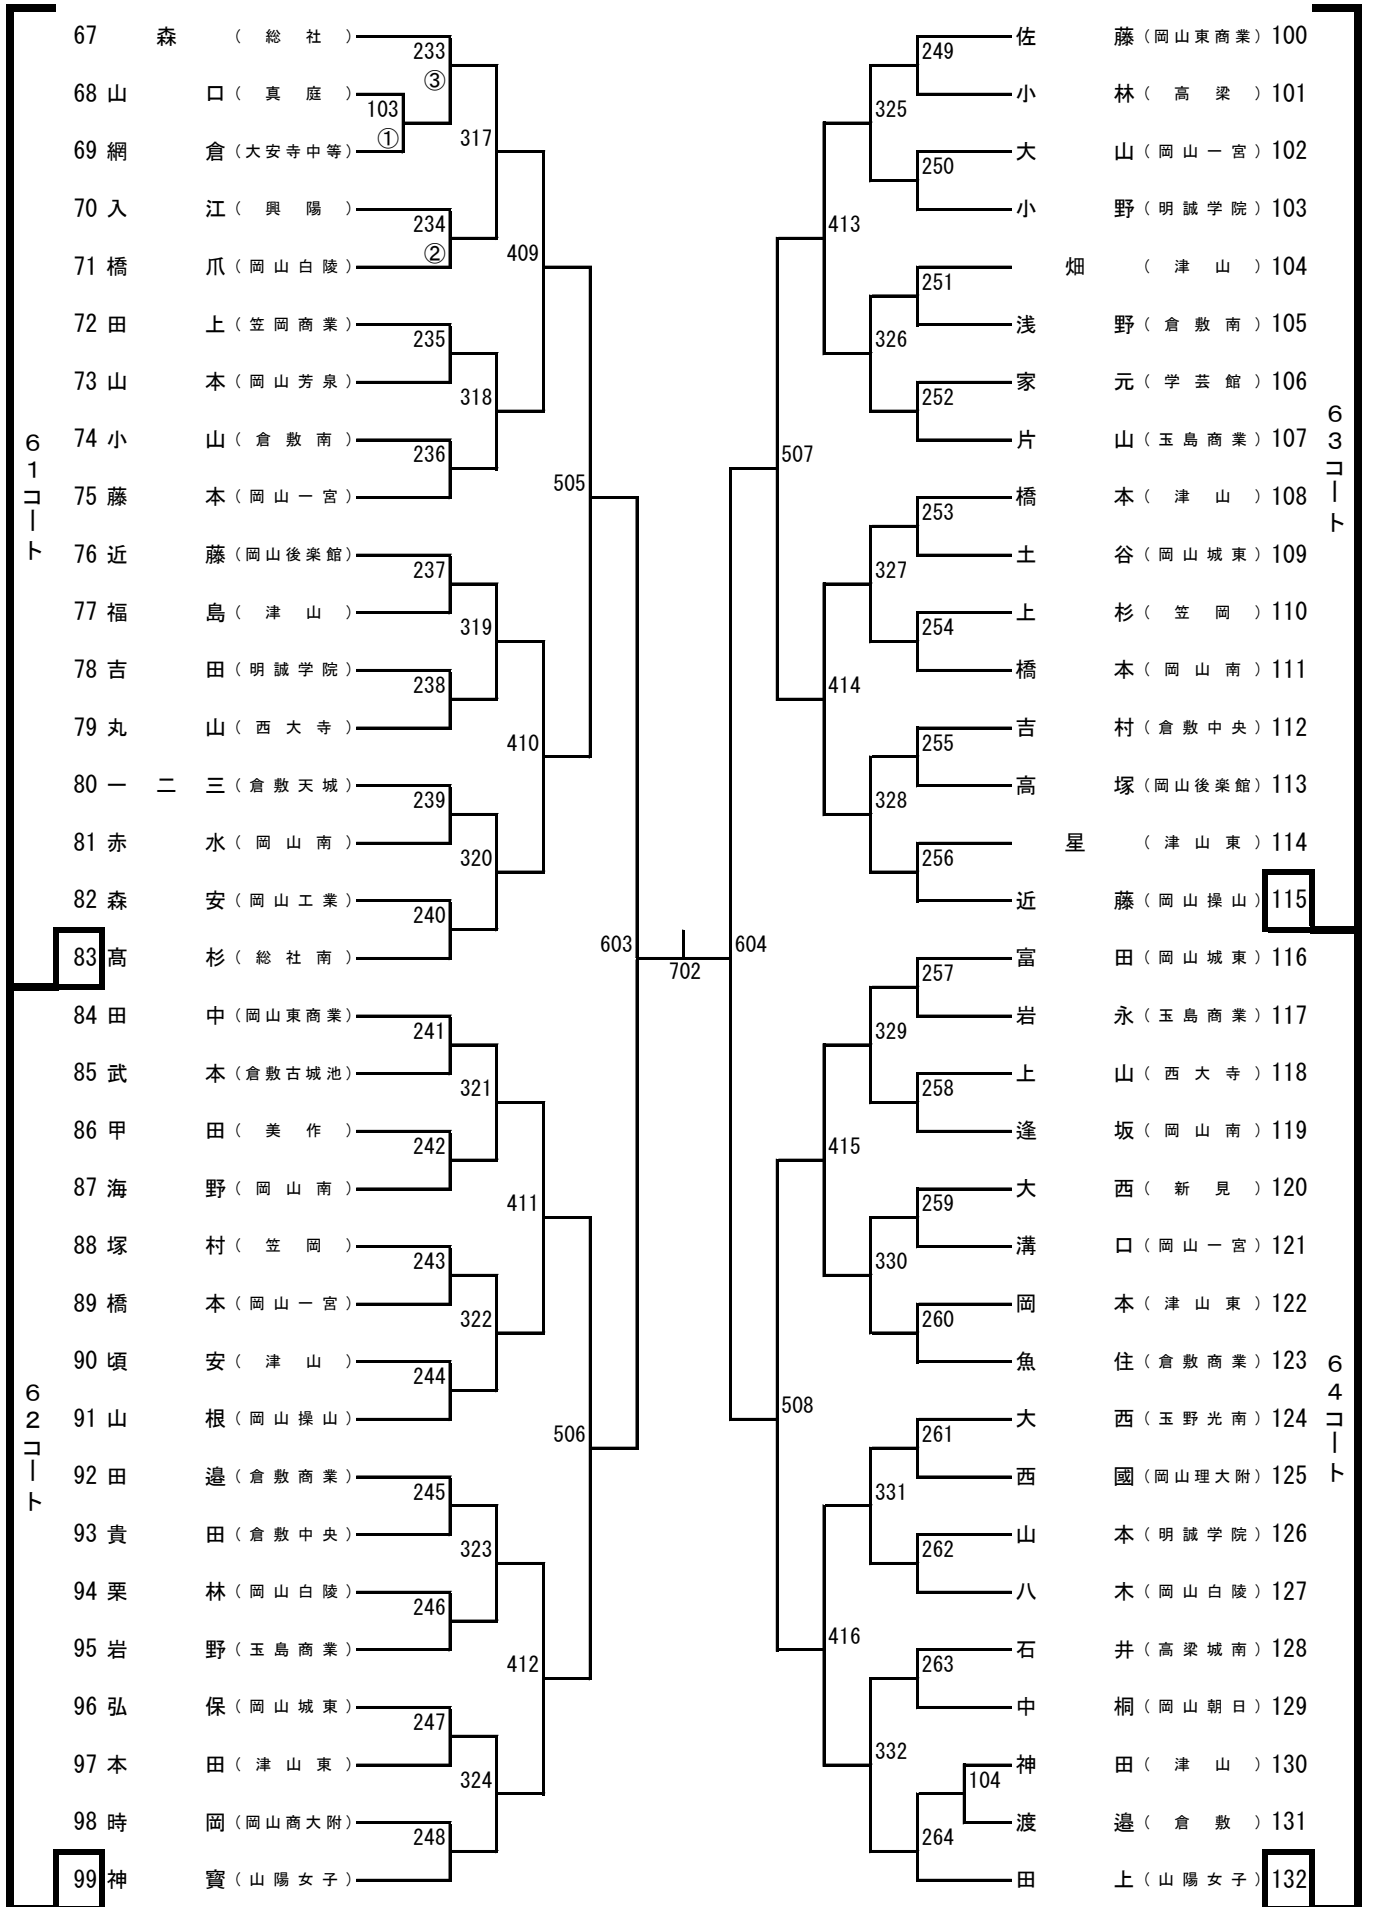 67 森 (総社)
233
③
68 山口 (真庭)
103
①
69 網倉 (大安寺中等)
317
70 入江 (興陽)
234
②
71 橋爪 (岡山白陵)
409
72 田上 (笠岡商業)
235
73 山本 (岡山芳泉)
318
74 小山 (倉敷南)
236
75 藤本 (岡山一宮)
505
61コート
76 近藤 (岡山後楽館)
237
77 福島 (津山)
319
78 吉田 (明誠学院)
238
79 丸山 (西大寺)
410
80 一二三 (倉敷天城)
239
81 赤水 (岡山南)
320
82 森安 (岡山工業)
240
83 髙杉 (総社南)
603
702
84 田中 (岡山東商業)
241
85 武本 (倉敷古城池)
321
86 甲田 (美作)
242
87 海野 (岡山南)
411
88 塚村 (笠岡)
243
89 橋本 (岡山一宮)
322
90 頃安 (津山)
244
91 山根 (岡山操山)
506
62コート
92 田邉 (倉敷商業)
245
93 貴田 (倉敷中央)
323
94 栗林 (岡山白陵)
246
95 岩野 (玉島商業)
412
96 弘保 (岡山城東)
247
97 本田 (津山東)
324
98 時岡 (岡山商大附)
248
99 神寳 (山陽女子)
佐藤 (岡山東商業) 100
249
小林 (高梁) 101
325
大山 (岡山一宮) 102
250
小野 (明誠学院) 103
413
畑 (津山) 104
251
浅野 (倉敷南) 105
326
家元 (学芸館) 106
252
片山 (玉島商業) 107
507
63コート
橋本 (津山) 108
253
土谷 (岡山城東) 109
327
上杉 (笠岡) 110
254
橋本 (岡山南) 111
414
吉村 (倉敷中央) 112
255
高塚 (岡山後楽館) 113
328
星 (津山東) 114
256
近藤 (岡山操山) 115
604
富田 (岡山城東) 116
257
岩永 (玉島商業) 117
329
上山 (西大寺) 118
258
逢坂 (岡山南) 119
415
大西 (新見) 120
259
溝口 (岡山一宮) 121
330
岡本 (津山東) 122
260
魚住 (倉敷商業) 123
508
64コート
大西 (玉野光南) 124
261
西國 (岡山理大附) 125
331
山本 (明誠学院) 126
262
八木 (岡山白陵) 127
416
石井 (高梁城南) 128
263
中桐 (岡山朝日) 129
332
神田 (津山) 130
104
渡邉 (倉敷) 131
264
田上 (山陽女子) 132